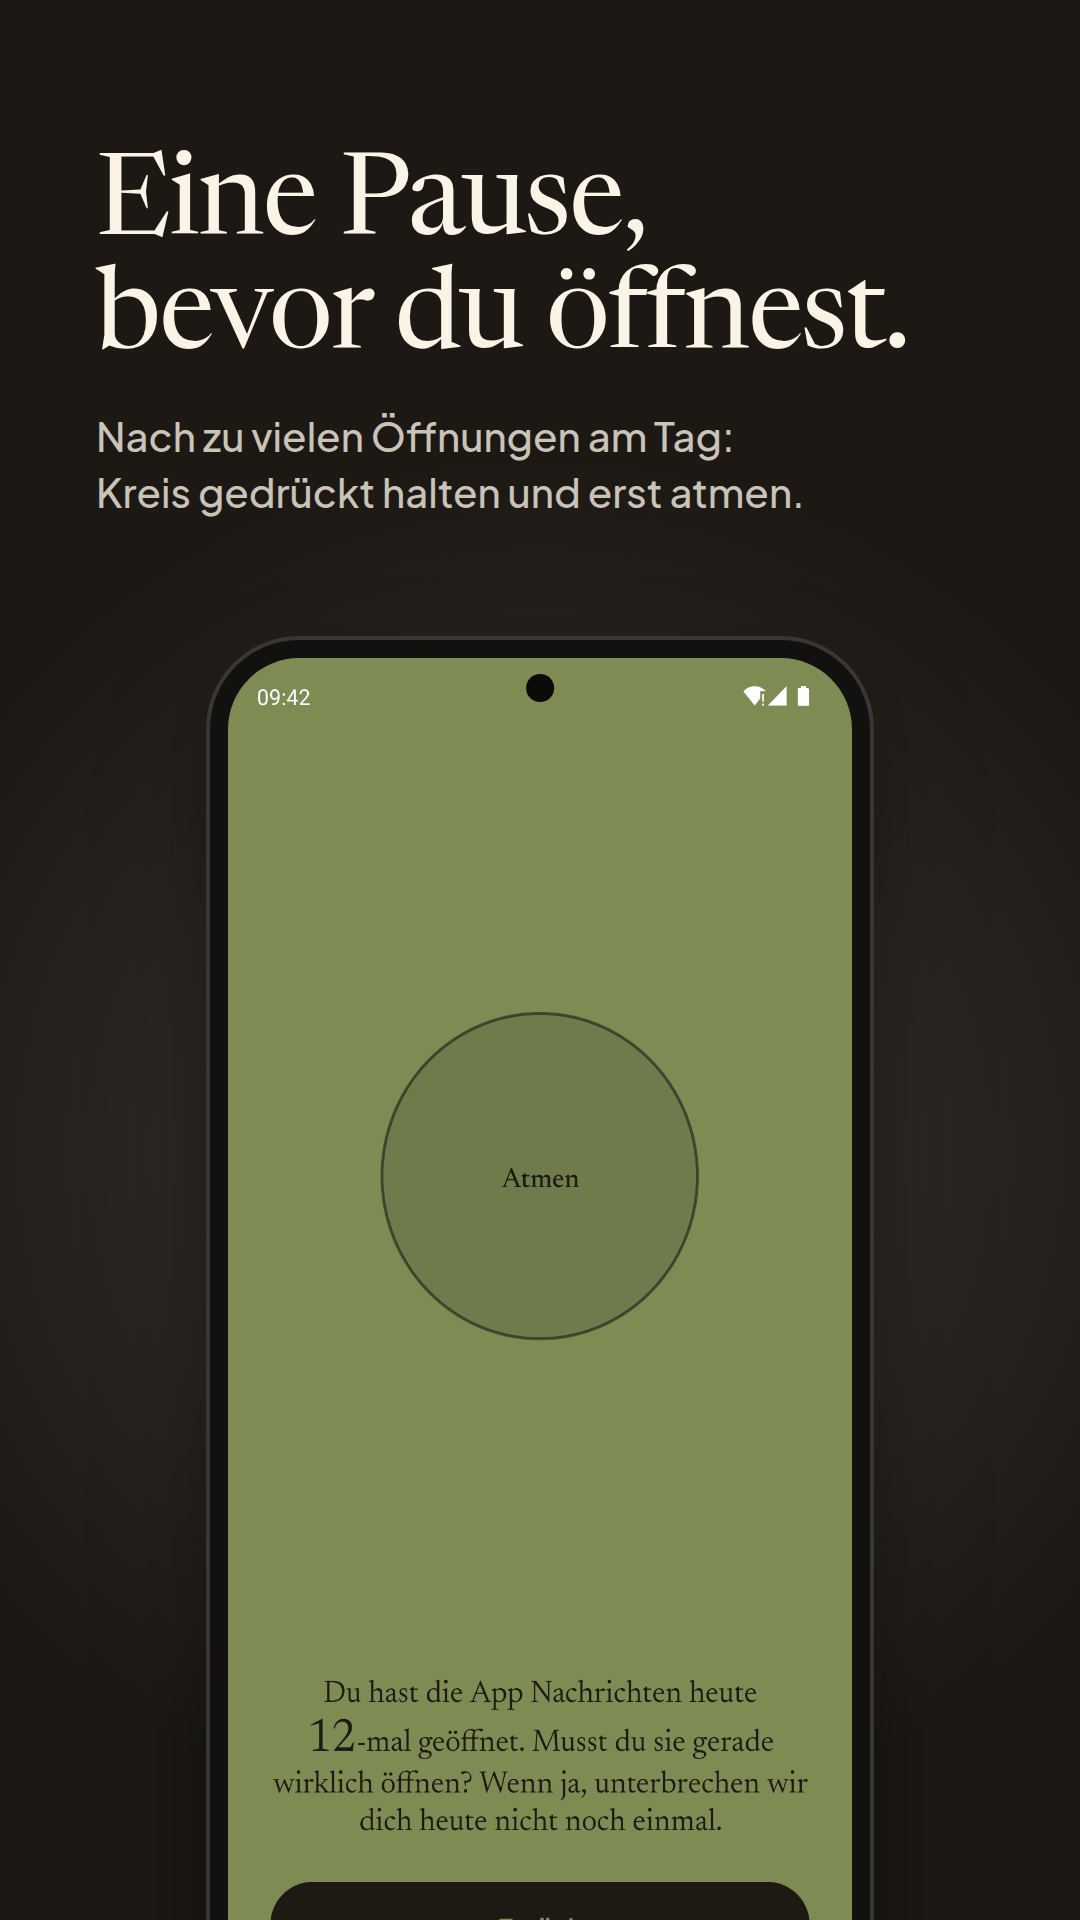 Eine Pause,
bevor du öffnest.
Nach zu vielen Öffnungen am Tag:
Kreis gedrückt halten und erst atmen.
09:42
Atmen
Du hast die App Nachrichten heute
12-mal geöffnet. Musst du sie gerade
wirklich öffnen? Wenn ja, unterbrechen wir
dich heute nicht noch einmal.